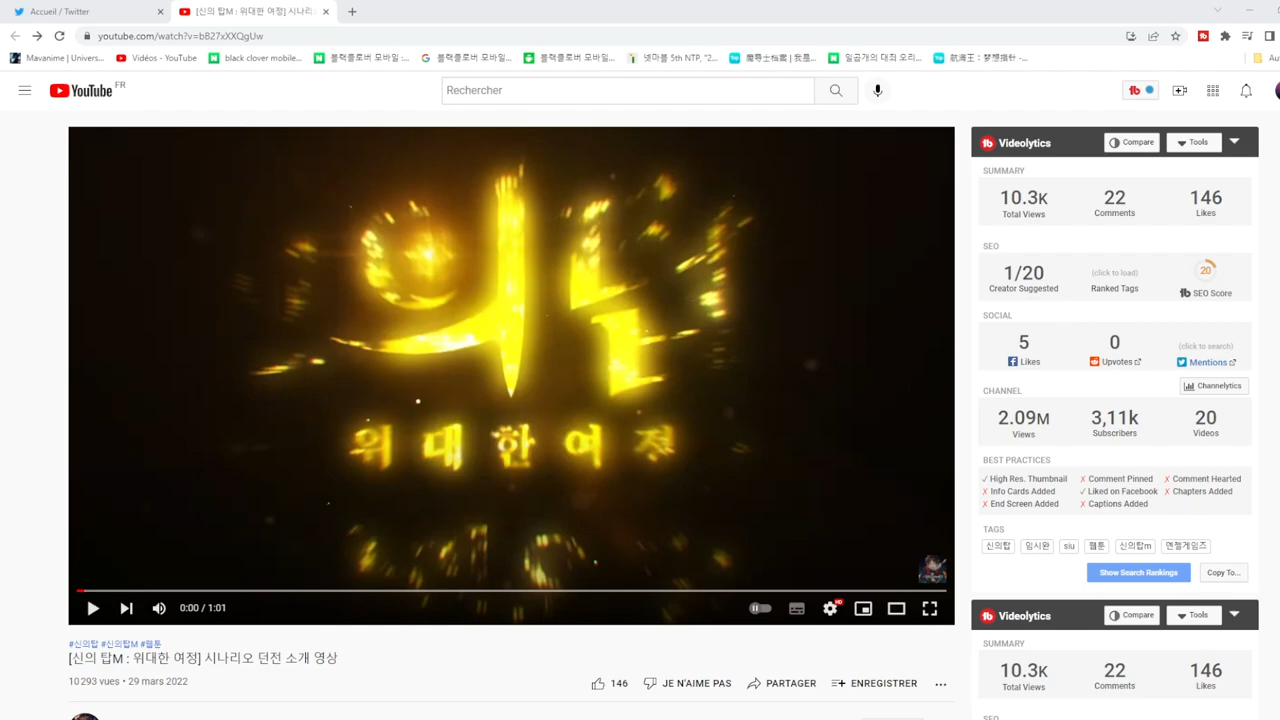 Accueil / Twitter
[신의 탑M : 위대한 여정] 시나리오
youtube.com/watch?v=bB27xXXQgUw
Mavanime | Univers...
Vidéos - YouTube
black clover mobile...
블랙클로버 모바일 :...
블랙클로버 모바일...
블랙클로버 모바일...
넷마블 5th NTP, "2...
魔界士档案 | 我是...
일곱개의 대죄 오리...
航海王：梦想指针 -...
Au
YouTube FR
Rechercher
위대한여정
0:00 / 1:01
HD
#신의탑 #신의탑M #웹툰
[신의 탑M : 위대한 여정] 시나리오 던전 소개 영상
10 293 vues • 29 mars 2022
146
JE N'AIME PAS
PARTAGER
ENREGISTRER
Videolytics
Compare
Tools
SUMMARY
10.3K
22
146
Total Views
Comments
Likes
SEO
1/20
(click to load)
20
Creator Suggested
Ranked Tags
SEO Score
SOCIAL
5
0
(click to search)
Likes
Upvotes
Mentions
CHANNEL
Channelytics
2.09M
3,11k
20
Views
Subscribers
Videos
BEST PRACTICES
✓ High Res. Thumbnail
✗ Comment Pinned
✗ Comment Hearted
✗ Info Cards Added
✓ Liked on Facebook
✗ Chapters Added
✗ End Screen Added
✗ Captions Added
TAGS
신의탑
임시완
siu
웹툰
신의탑m
엔젤게임즈
Show Search Rankings
Copy To...
Videolytics
Compare
Tools
SUMMARY
10.3K
22
146
Total Views
Comments
Likes